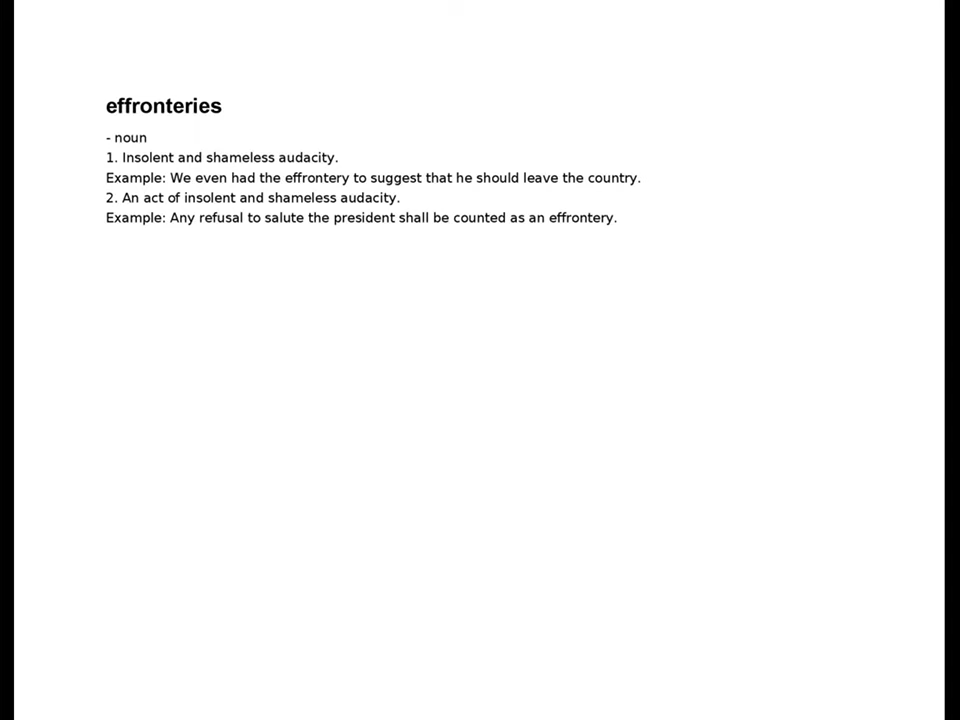 effronteries
- noun
1. Insolent and shameless audacity.
Example: We even had the effrontery to suggest that he should leave the country.
2. An act of insolent and shameless audacity.
Example: Any refusal to salute the president shall be counted as an effrontery.